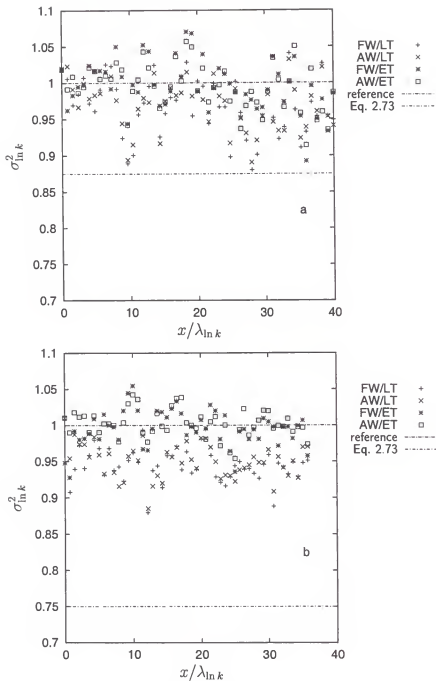 1.1
1.05
1
0.95
0.9
0.85
0.8
0.75
0.7
σ²ln k
0 10 20 30 40
x/λln k
FW/LT +
AW/LT ×
FW/ET ∗
AW/ET □
reference
Eq. 2.73
a
1.1
1.05
1
0.95
0.9
0.85
0.8
0.75
0.7
σ²ln k
0 10 20 30 40
x/λln k
FW/LT +
AW/LT ×
FW/ET ∗
AW/ET □
reference
Eq. 2.73
b